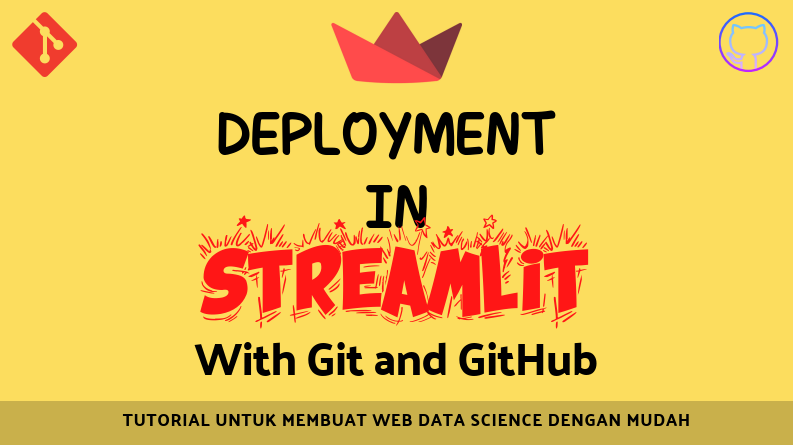 DEPLOYMENT
IN
STREAMLiT
With Git and GitHub
TUTORIAL UNTUK MEMBUAT WEB DATA SCIENCE DENGAN MUDAH